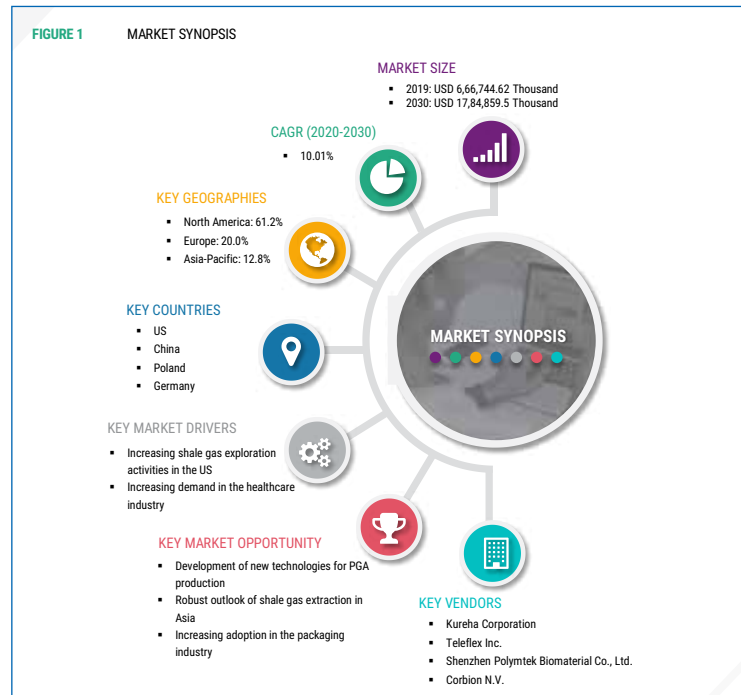 FIGURE 1 MARKET SYNOPSIS
MARKET SIZE
▪ 2019: USD 6,66,744.62 Thousand
▪ 2030: USD 17,84,859.5 Thousand
CAGR (2020-2030)
▪ 10.01%
KEY GEOGRAPHIES
▪ North America: 61.2%
▪ Europe: 20.0%
▪ Asia-Pacific: 12.8%
KEY COUNTRIES
▪ US
▪ China
▪ Poland
▪ Germany
MARKET SYNOPSIS
KEY MARKET DRIVERS
▪ Increasing shale gas exploration
activities in the US
▪ Increasing demand in the healthcare
industry
KEY MARKET OPPORTUNITY
▪ Development of new technologies for PGA
production
▪ Robust outlook of shale gas extraction in
Asia
▪ Increasing adoption in the packaging
industry
KEY VENDORS
▪ Kureha Corporation
▪ Teleflex Inc.
▪ Shenzhen Polymtek Biomaterial Co., Ltd.
▪ Corbion N.V.